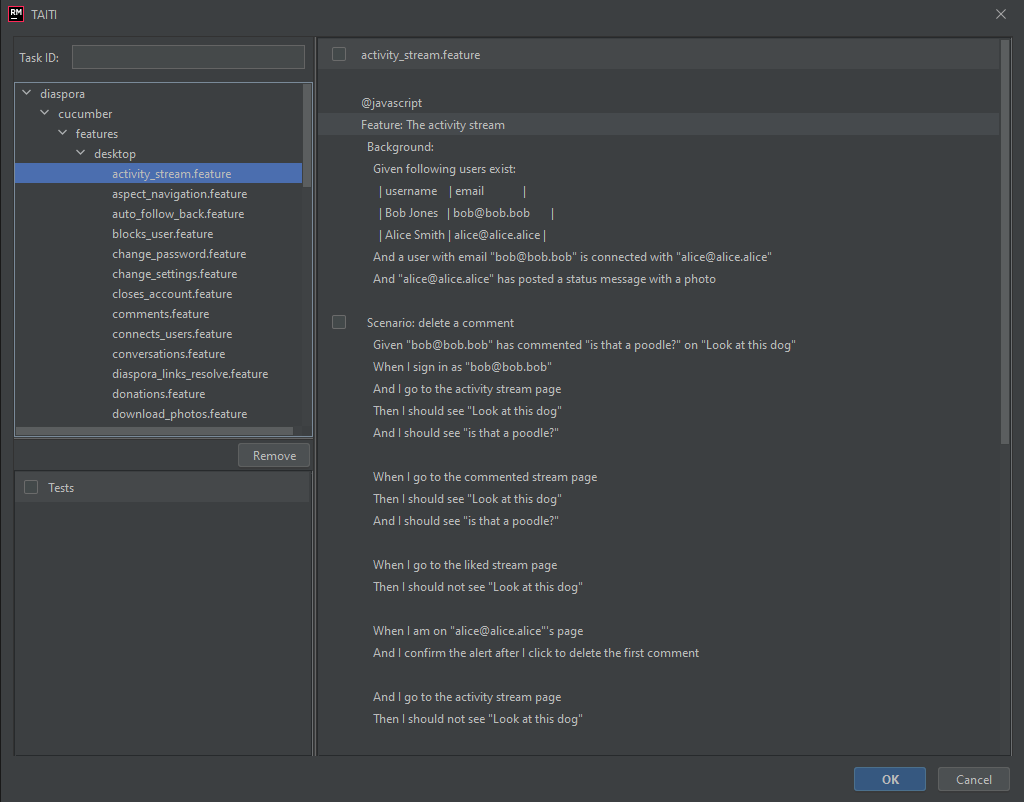 RM TAITI
Task ID:
diaspora
cucumber
features
desktop
activity_stream.feature
aspect_navigation.feature
auto_follow_back.feature
blocks_user.feature
change_password.feature
change_settings.feature
closes_account.feature
comments.feature
connects_users.feature
conversations.feature
diaspora_links_resolve.feature
donations.feature
download_photos.feature
Remove
Tests
activity_stream.feature
@javascript
Feature: The activity stream
Background:
Given following users exist:
| username | email |
| Bob Jones | bob@bob.bob |
| Alice Smith | alice@alice.alice |
And a user with email "bob@bob.bob" is connected with "alice@alice.alice"
And "alice@alice.alice" has posted a status message with a photo
Scenario: delete a comment
Given "bob@bob.bob" has commented "is that a poodle?" on "Look at this dog"
When I sign in as "bob@bob.bob"
And I go to the activity stream page
Then I should see "Look at this dog"
And I should see "is that a poodle?"
When I go to the commented stream page
Then I should see "Look at this dog"
And I should see "is that a poodle?"
When I go to the liked stream page
Then I should not see "Look at this dog"
When I am on "alice@alice.alice"'s page
And I confirm the alert after I click to delete the first comment
And I go to the activity stream page
Then I should not see "Look at this dog"
OK
Cancel